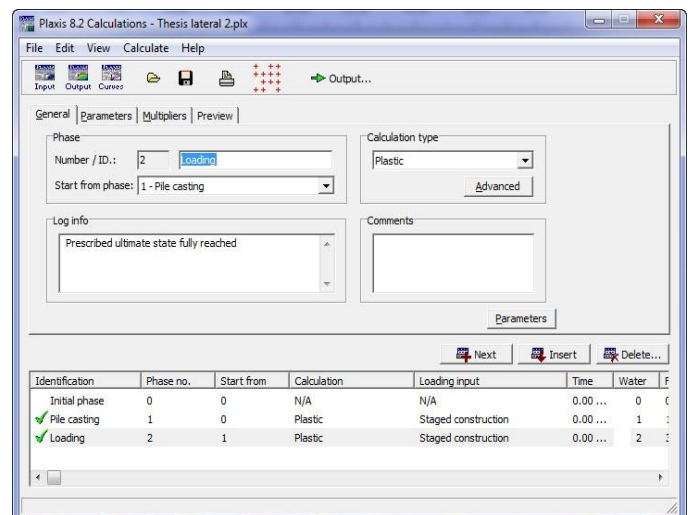 Plaxis 8.2 Calculations - Thesis lateral 2.plx
File Edit View Calculate Help
Input Output Curves Output...
General Parameters Multipliers Preview
Phase
Number / ID.: 2 Loading
Start from phase: 1 - Pile casting
Calculation type
Plastic
Advanced
Log info
Prescribed ultimate state fully reached
Comments
Parameters
Next Insert Delete...
Identification Phase no. Start from Calculation Loading input Time Water F
Initial phase 0 0 N/A N/A 0.00 ... 0
Pile casting 1 0 Plastic Staged construction 0.00 ... 1
Loading 2 1 Plastic Staged construction 0.00 ... 2